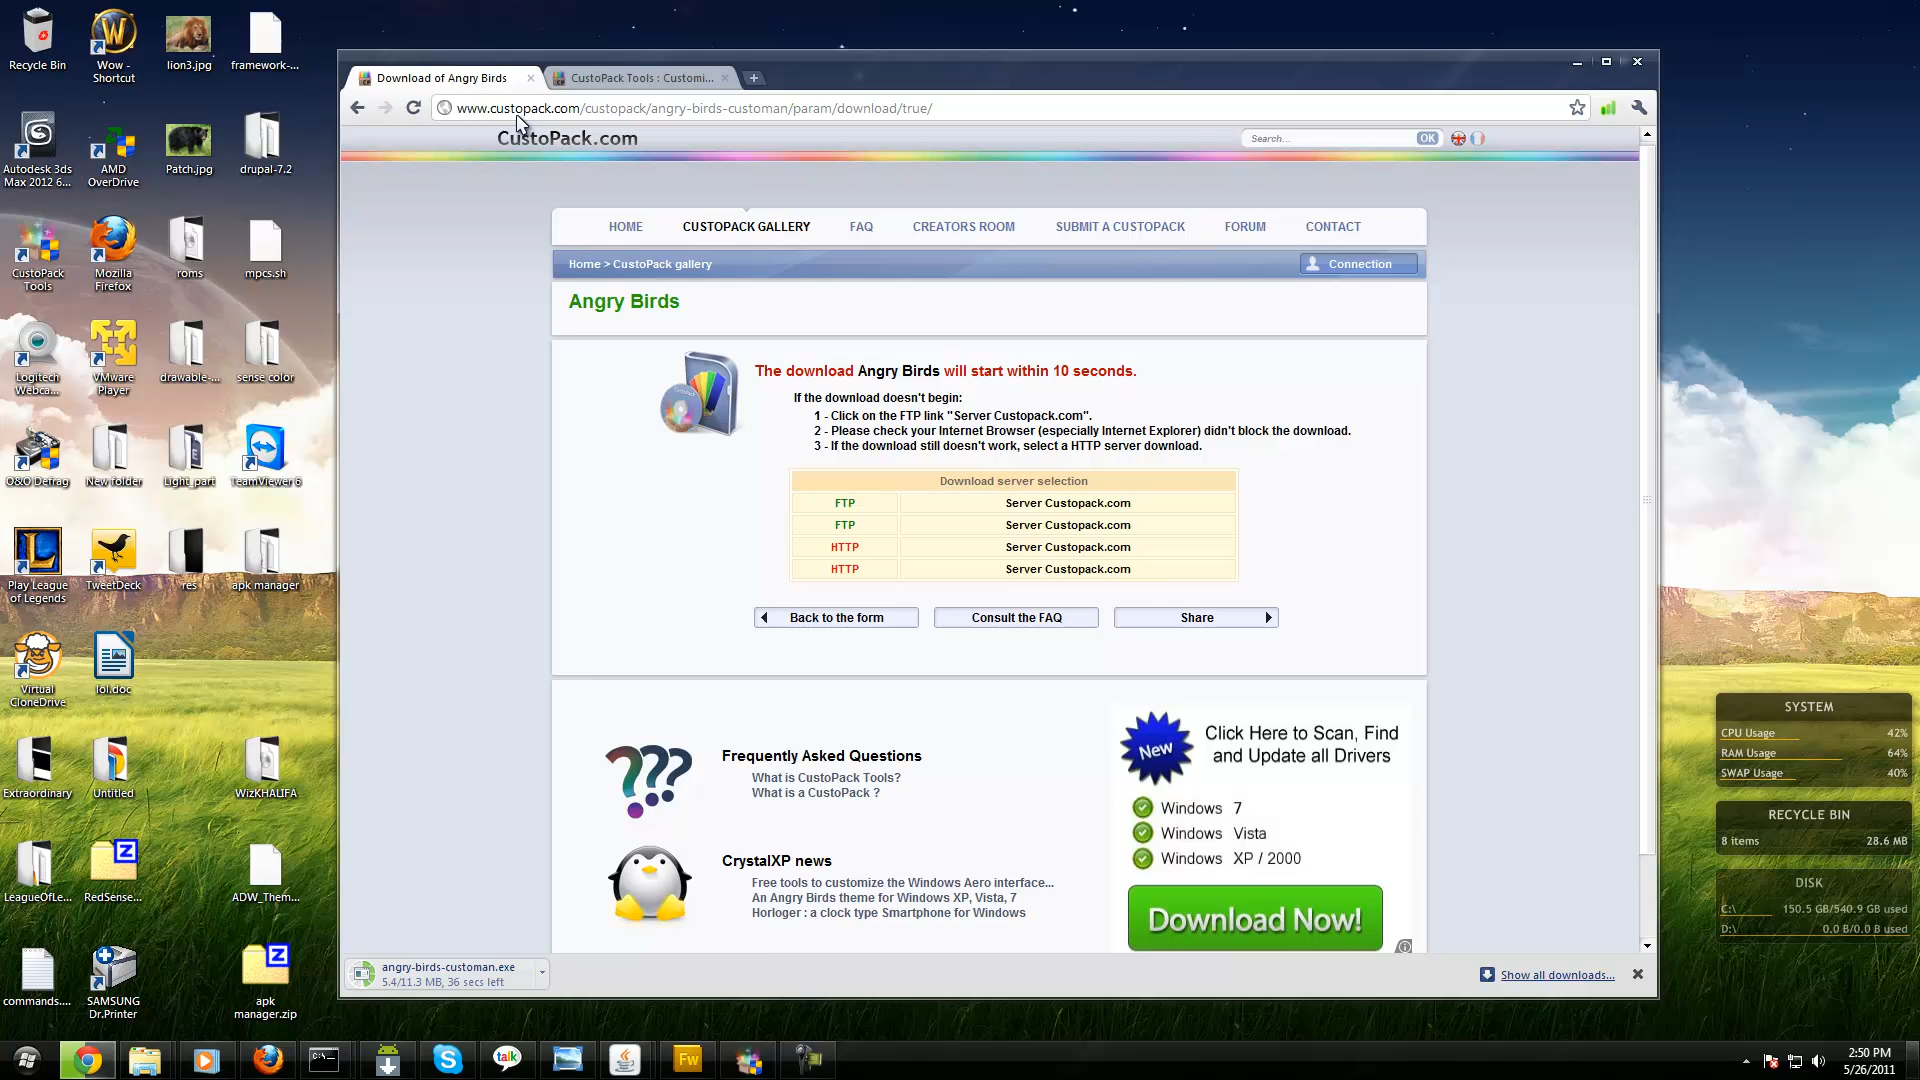 Recycle Bin
Wow -
Shortcut
lion3.jpg
framework-...
Autodesk 3ds
Max 2012 6...
AMD
OverDrive
Patch.jpg
drupal-7.2
CustoPack
Tools
Mozilla
Firefox
roms
mpcs.sh
Logitech
Webca...
VMware
Player
drawable-...
sense color
O&O Defrag
New folder
Light_part
TeamViewer 6
Play League
of Legends
TweetDeck
res
apk manager
Virtual
CloneDrive
lol.doc
Extraordinary
Untitled
WizKHALIFA
LeagueOfLe...
RedSense...
ADW_Them...
commands....
SAMSUNG
Dr.Printer
apk
manager.zip
Download of Angry Birds
CustoPack Tools : Customi...
www.custopack.com/custopack/angry-birds-customan/param/download/true/
CustoPack.com
Search...
OK
HOME
CUSTOPACK GALLERY
FAQ
CREATORS ROOM
SUBMIT A CUSTOPACK
FORUM
CONTACT
Home > CustoPack gallery
Connection
Angry Birds
The download Angry Birds will start within 10 seconds.
If the download doesn't begin:
1 - Click on the FTP link "Server Custopack.com".
2 - Please check your Internet Browser (especially Internet Explorer) didn't block the download.
3 - If the download still doesn't work, select a HTTP server download.
Download server selection
FTP Server Custopack.com
FTP Server Custopack.com
HTTP Server Custopack.com
HTTP Server Custopack.com
Back to the form
Consult the FAQ
Share
Frequently Asked Questions
What is CustoPack Tools?
What is a CustoPack ?
CrystalXP news
Free tools to customize the Windows Aero interface...
An Angry Birds theme for Windows XP, Vista, 7
Horloger : a clock type Smartphone for Windows
New
Click Here to Scan, Find
and Update all Drivers
Windows 7
Windows Vista
Windows XP / 2000
Download Now!
angry-birds-customan.exe
5.4/11.3 MB, 36 secs left
Show all downloads...
SYSTEM
CPU Usage 42%
RAM Usage 64%
SWAP Usage 40%
RECYCLE BIN
8 items 28.6 MB
DISK
C:\ 150.5 GB/540.9 GB used
D:\ 0.0 B/0.0 B used
C:\
talk
Fw
2:50 PM
5/26/2011